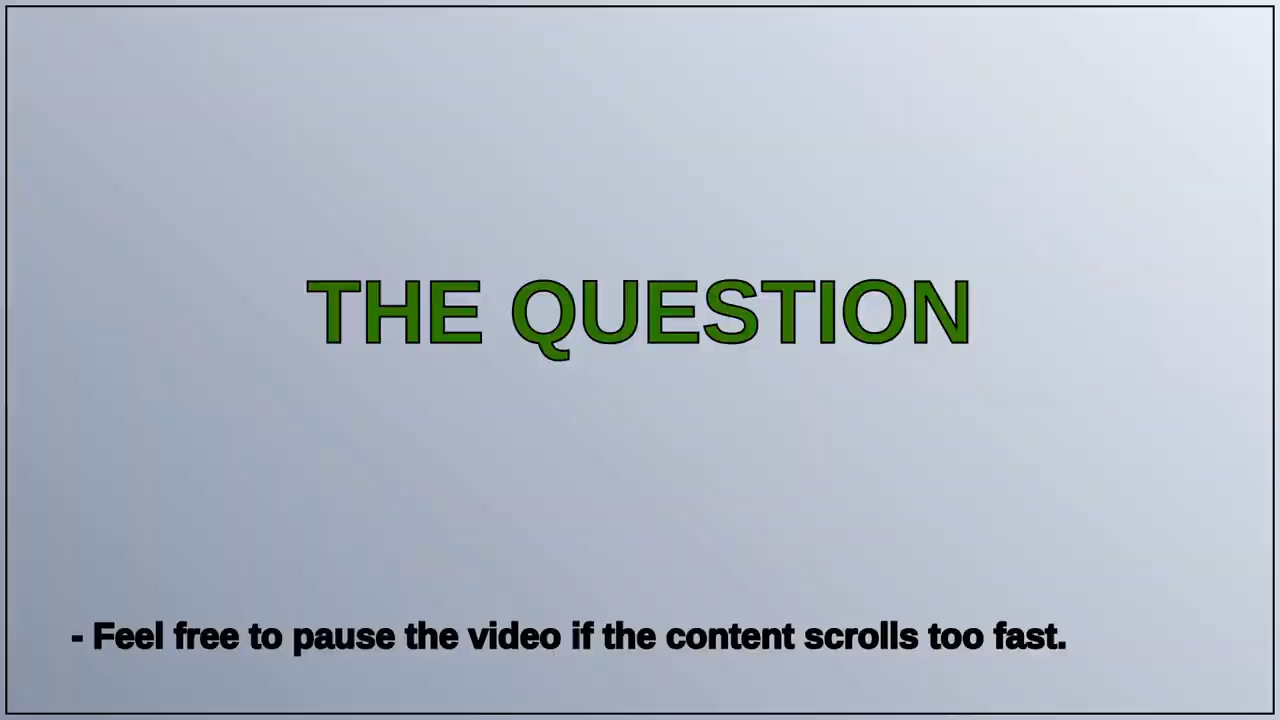 THE QUESTION
- Feel free to pause the video if the content scrolls too fast.